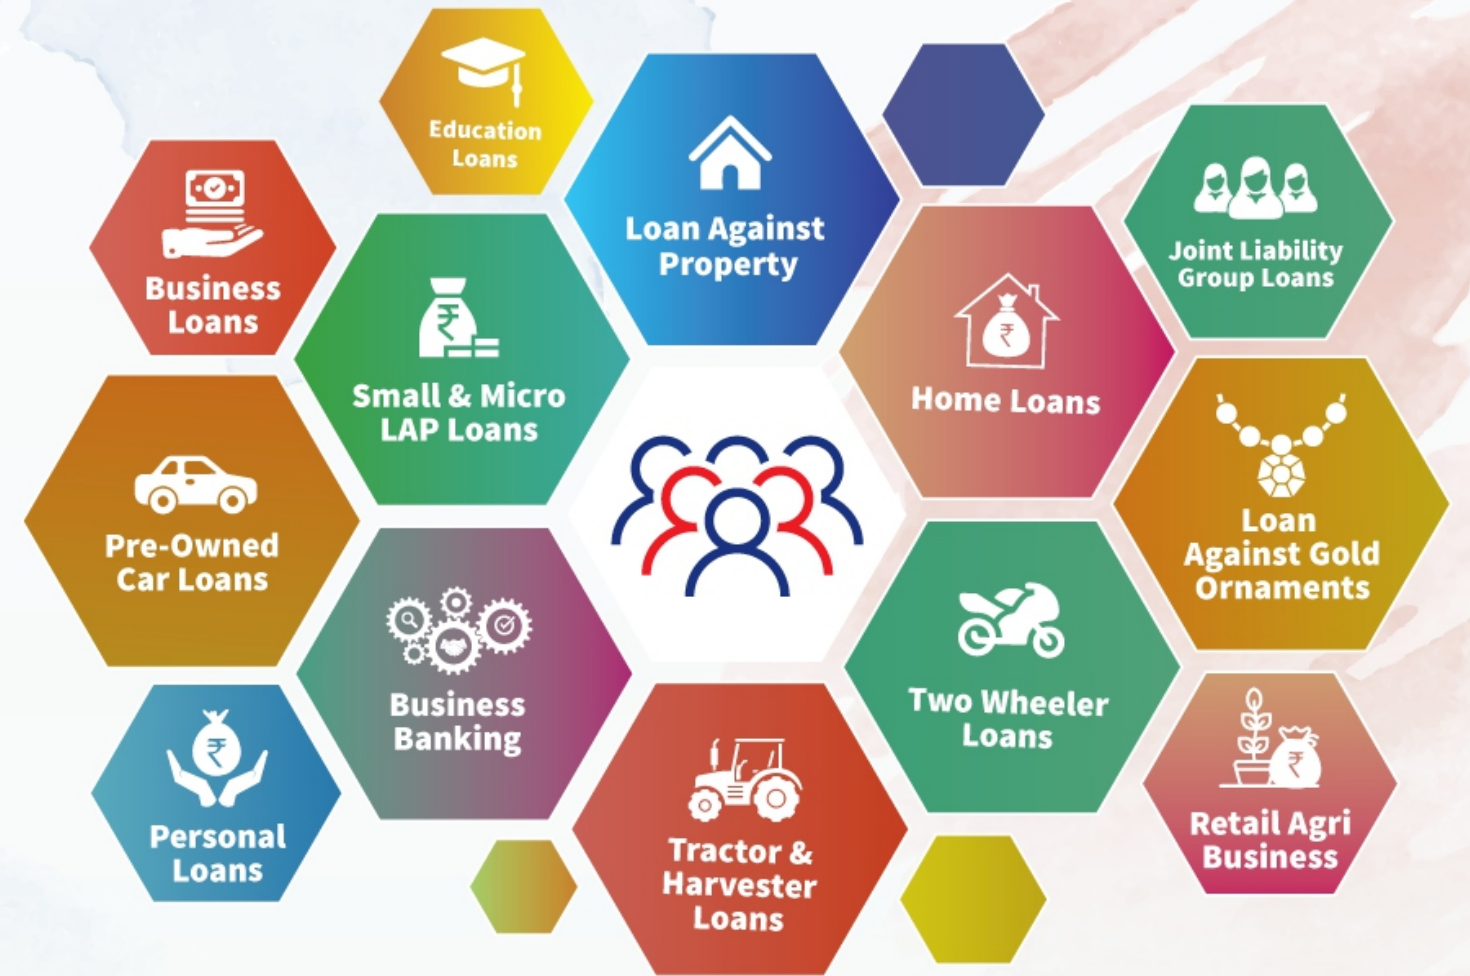 Education
Loans
Loan Against
Property
Joint Liability
Group Loans
Business
Loans
Small & Micro
LAP Loans
Home Loans
Loan
Against Gold
Ornaments
Pre-Owned
Car Loans
Business
Banking
Two Wheeler
Loans
Personal
Loans
Tractor &
Harvester
Loans
Retail Agri
Business
₹
₹
₹
₹